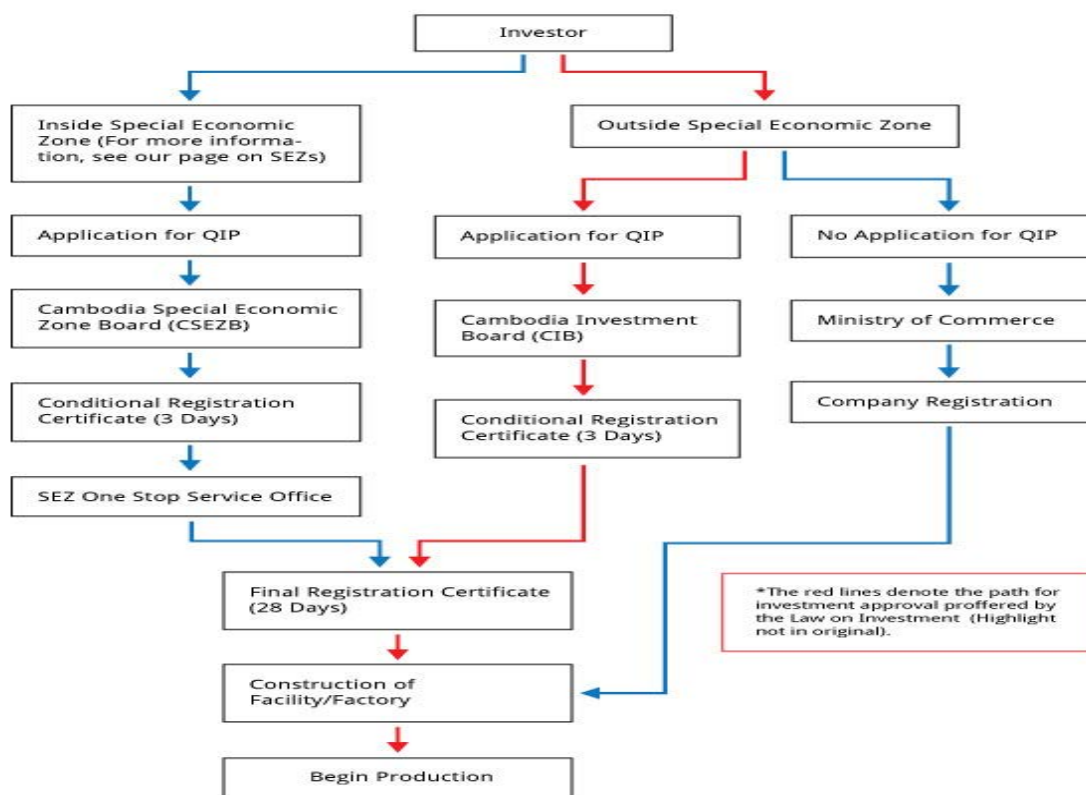 Investor
Inside Special Economic
Zone (For more informa-
tion, see our page on SEZs)
Outside Special Economic Zone
Application for QIP
Application for QIP
No Application for QIP
Cambodia Special Economic
Zone Board (CSEZB)
Cambodia Investment
Board (CIB)
Ministry of Commerce
Conditional Registration
Certificate (3 Days)
Conditional Registration
Certificate (3 Days)
Company Registration
SEZ One Stop Service Office
Final Registration Certificate
(28 Days)
*The red lines denote the path for
investment approval proffered by
the Law on Investment (Highlight
not in original).
Construction of
Facility/Factory
Begin Production